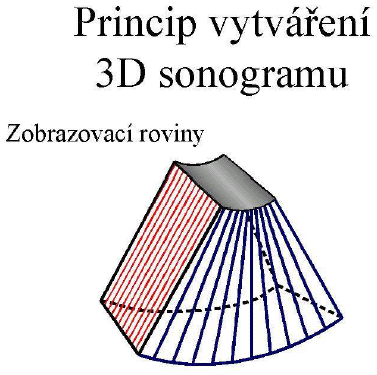 Princip vytváření
3D sonogramu
Zobrazovací roviny